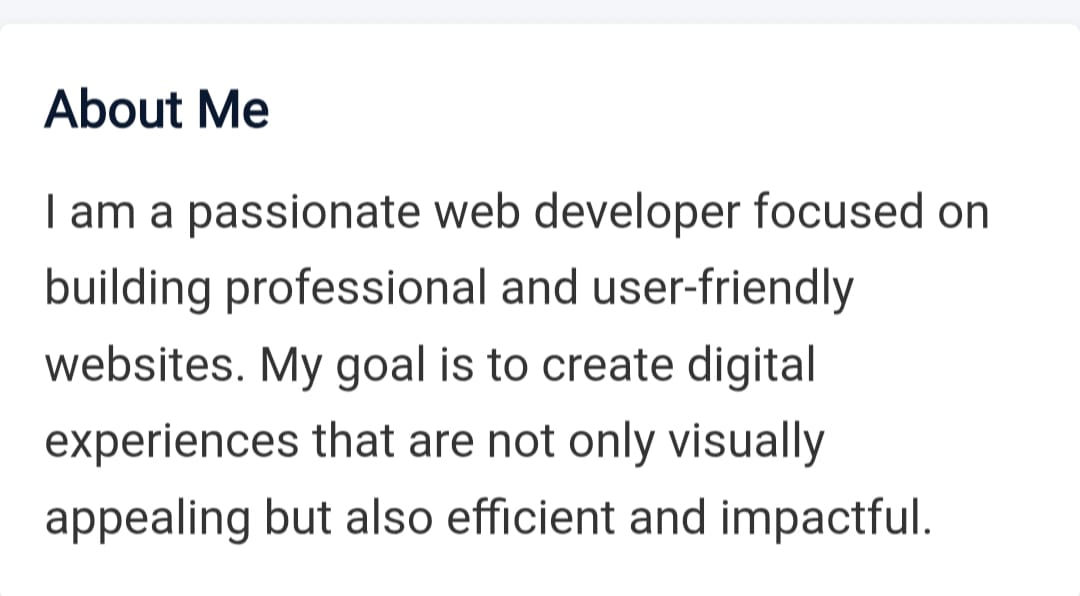 About Me
I am a passionate web developer focused on
building professional and user-friendly
websites. My goal is to create digital
experiences that are not only visually
appealing but also efficient and impactful.